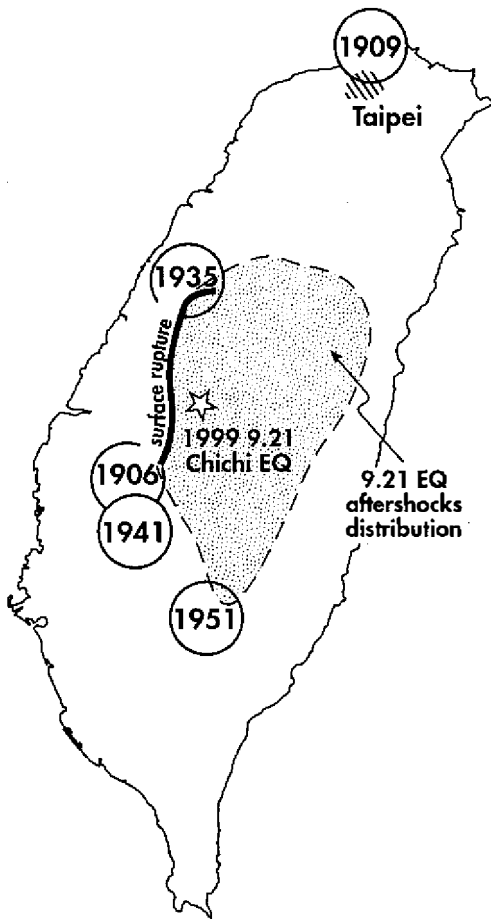 1909
Taipei
1935
surface rupture
1999 9.21
Chichi EQ
1906
9.21 EQ
aftershocks
distribution
1941
1951